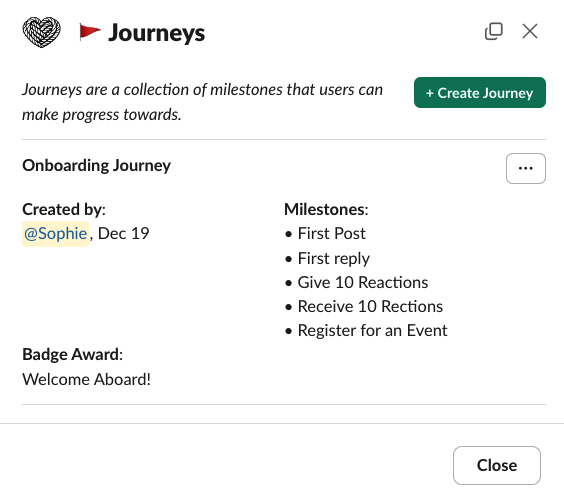 Journeys
Journeys are a collection of milestones that users can
make progress towards.
+ Create Journey
Onboarding Journey
...
Created by:
@Sophie, Dec 19
Milestones:
• First Post
• First reply
• Give 10 Reactions
• Receive 10 Rections
• Register for an Event
Badge Award:
Welcome Aboard!
Close